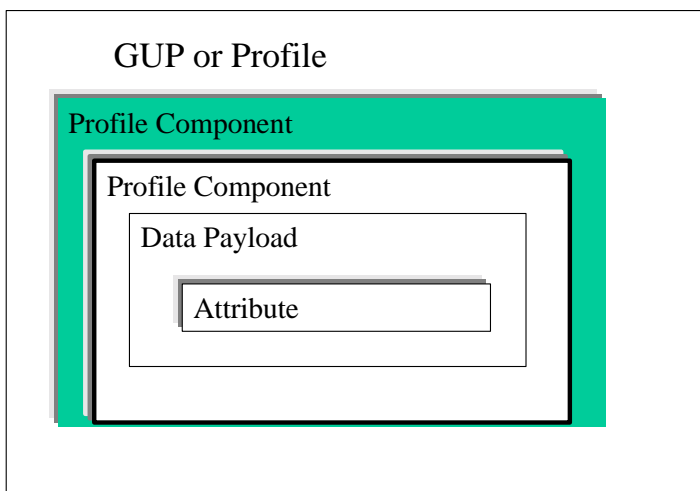 GUP or Profile
Profile Component
Profile Component
Data Payload
Attribute